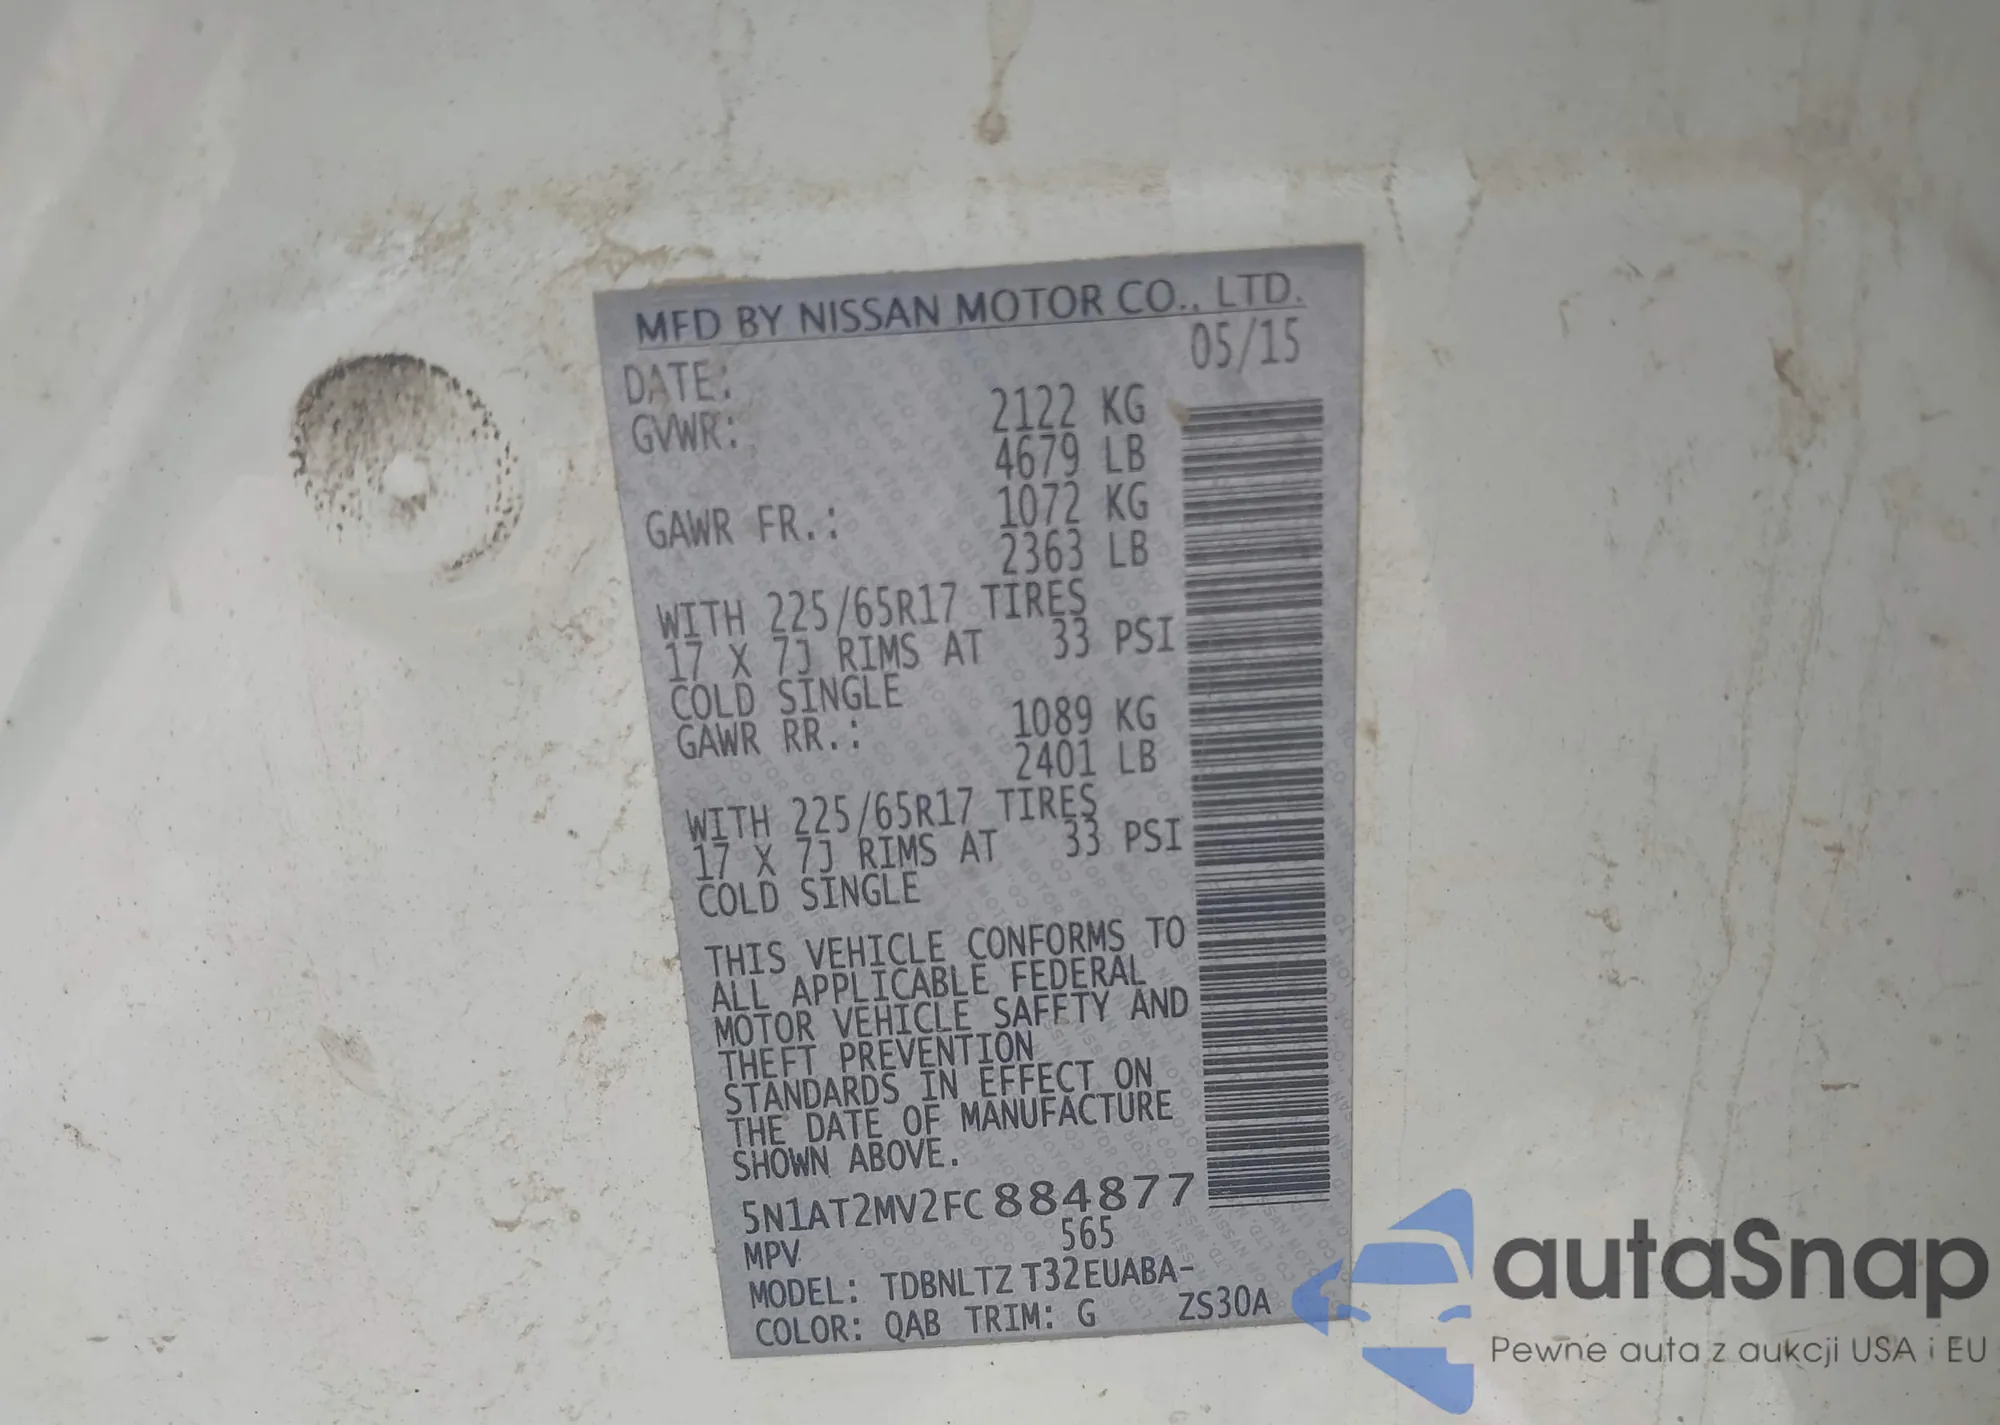 MFD BY NISSAN MOTOR CO., LTD.
DATE: 05/15
GVWR: 2122 KG
4679 LB
GAWR FR.: 1072 KG
2363 LB
WITH 225/65R17 TIRES
17 X 7J RIMS AT 33 PSI
COLD SINGLE
GAWR RR.: 1089 KG
2401 LB
WITH 225/65R17 TIRES
17 X 7J RIMS AT 33 PSI
COLD SINGLE
THIS VEHICLE CONFORMS TO
ALL APPLICABLE FEDERAL
MOTOR VEHICLE SAFETY AND
THEFT PREVENTION
STANDARDS IN EFFECT ON
THE DATE OF MANUFACTURE
SHOWN ABOVE.
5N1AT2MV2FC884877
MPV 565
MODEL: TDBNLTZ T32EUABA-
COLOR: QAB TRIM: G ZS30A
autaSnap
Pewne auta z aukcji USA i EU